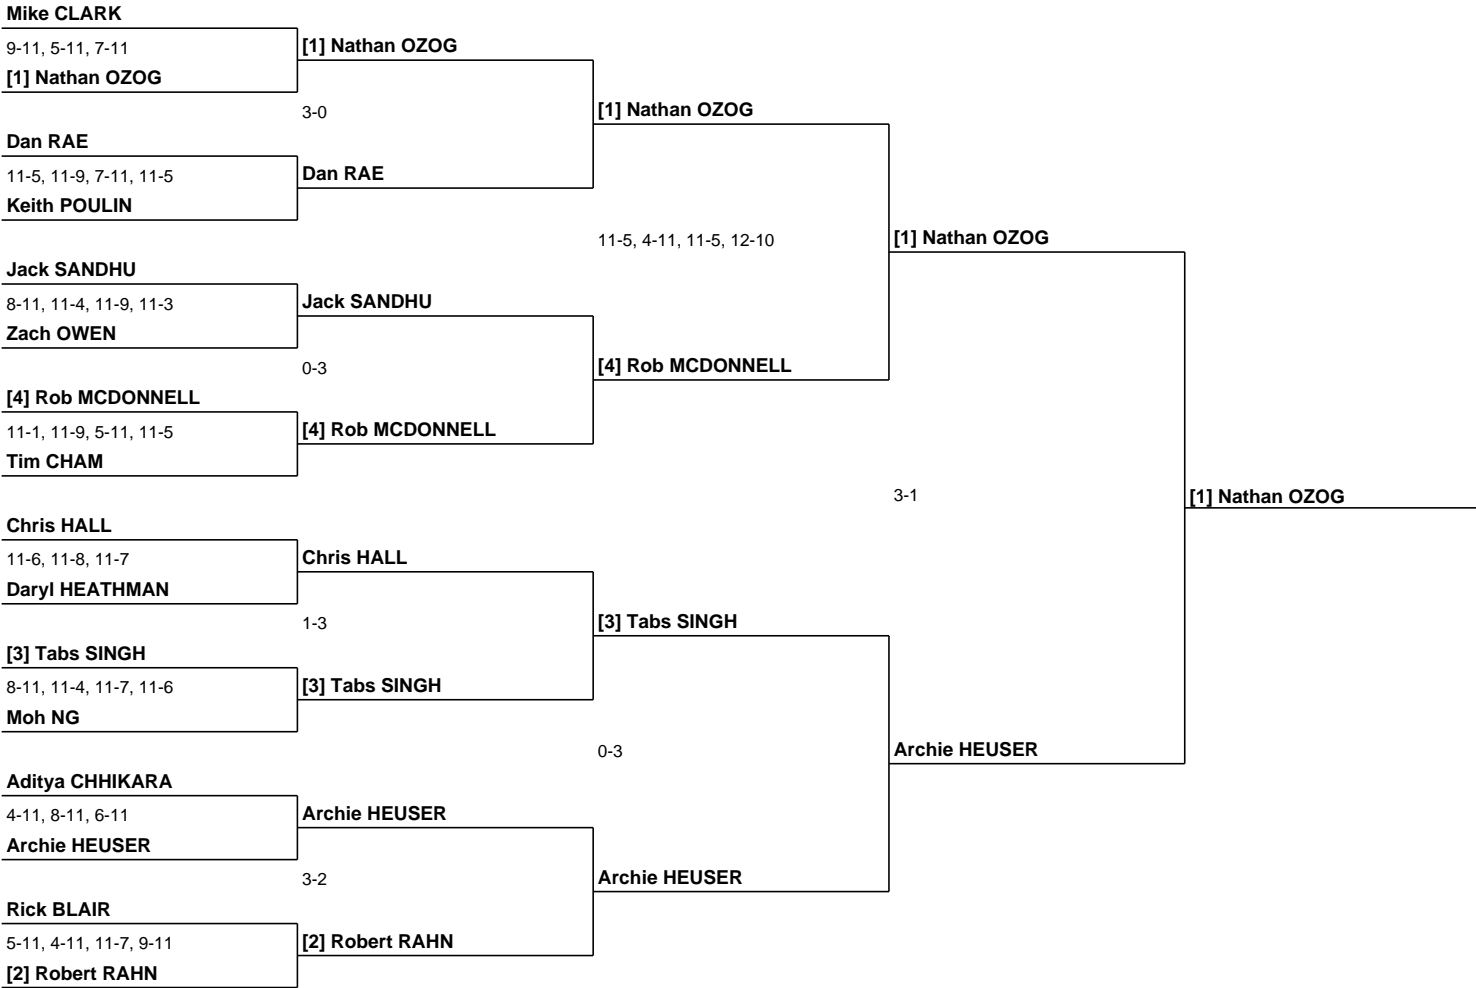 Mike CLARK
9-11, 5-11, 7-11
[1] Nathan OZOG
Dan RAE
11-5, 11-9, 7-11, 11-5
Keith POULIN
Jack SANDHU
8-11, 11-4, 11-9, 11-3
Zach OWEN
[4] Rob MCDONNELL
11-1, 11-9, 5-11, 11-5
Tim CHAM
Chris HALL
11-6, 11-8, 11-7
Daryl HEATHMAN
[3] Tabs SINGH
8-11, 11-4, 11-7, 11-6
Moh NG
Aditya CHHIKARA
4-11, 8-11, 6-11
Archie HEUSER
Rick BLAIR
5-11, 4-11, 11-7, 9-11
[2] Robert RAHN
[1] Nathan OZOG
3-0
Dan RAE
Jack SANDHU
0-3
[4] Rob MCDONNELL
Chris HALL
1-3
[3] Tabs SINGH
Archie HEUSER
3-2
[2] Robert RAHN
[1] Nathan OZOG
11-5, 4-11, 11-5, 12-10
[4] Rob MCDONNELL
[3] Tabs SINGH
0-3
Archie HEUSER
[1] Nathan OZOG
3-1
Archie HEUSER
[1] Nathan OZOG